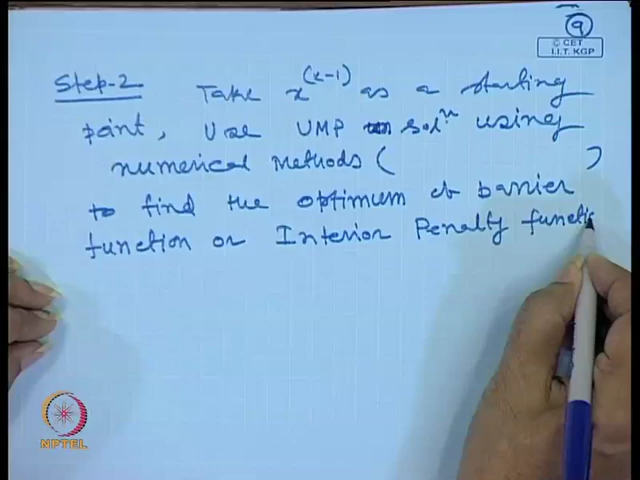 9
© CET
I.I.T. KGP
Step-2 Take x^(k-1) as a starting
point, Use UMP solⁿ using
numerical Methods ( )
to find the optimum of barrier
function or Interior Penalty functi
NPTEL